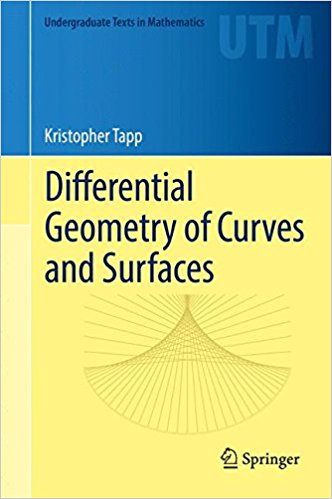 Undergraduate Texts in Mathematics
UTM
Kristopher Tapp
Differential
Geometry of Curves
and Surfaces
Springer